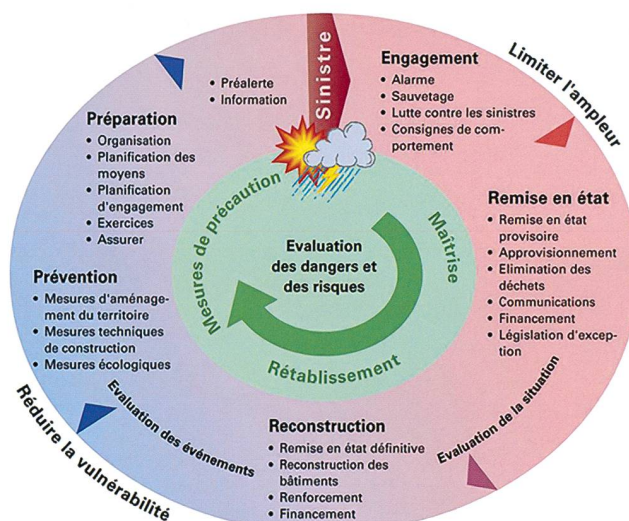 Sinistre
Engagement
• Alarme
• Sauvetage
• Lutte contre les sinistres
• Consignes de com-
portement
Limiter l'ampleur
Remise en état
• Remise en état
provisoire
• Approvisionnement
• Elimination des
déchets
• Communications
• Financement
• Législation d'excep-
tion
Evaluation de la situation
Reconstruction
• Remise en état définitive
• Reconstruction des
bâtiments
• Renforcement
• Financement
Evaluation des événements
Réduire la vulnérabilité
Prévention
• Mesures d'aménage-
ment du territoire
• Mesures techniques
de construction
• Mesures écologiques
Préparation
• Organisation
• Planification des
moyens
• Planification
d'engagement
• Exercices
• Assurer
• Préalerte
• Information
Mesures de précaution
Maîtrise
Rétablissement
Evaluation
des dangers et
des risques